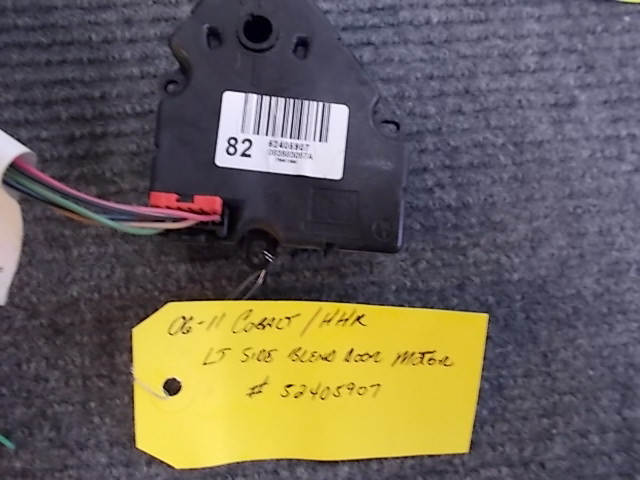 82 52405907
06-11 COBALT / HHR
LT SIDE BLEND DOOR MOTOR
# 52405907